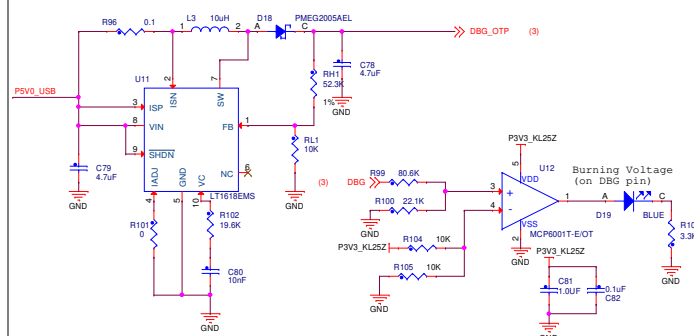 R96 0.1
L3 10uH
1 2
D18 PMEG2005AEL
A C
DBG_OTP (3)
U11
2 7
ISN SW
RH1
52.3K
1%
C78
4.7uF
GND
P5V0_USB
3 ISP
8 VIN
9 SHDN
FB 1
NC 6
IADJ GND VC
4 5 10
LT1618EMS
RL1
10K
GND
C79
4.7uF
GND
R101
0
R102
19.6K
C80
10nF
GND
P3V3_KL25Z
5 U12
VDD
(3) DBG R99 80.6K
3 +
4 -
1
R100 22.1K
GND
VSS
2
MCP6001T-E/OT
GND
P3V3_KL25Z R104 10K
R105 10K
GND
Burning Voltage
(on DBG pin)
A C
D19 BLUE
R10
3.3K
GND
P3V3_KL25Z
C81
1.0UF
0.1uF
C82